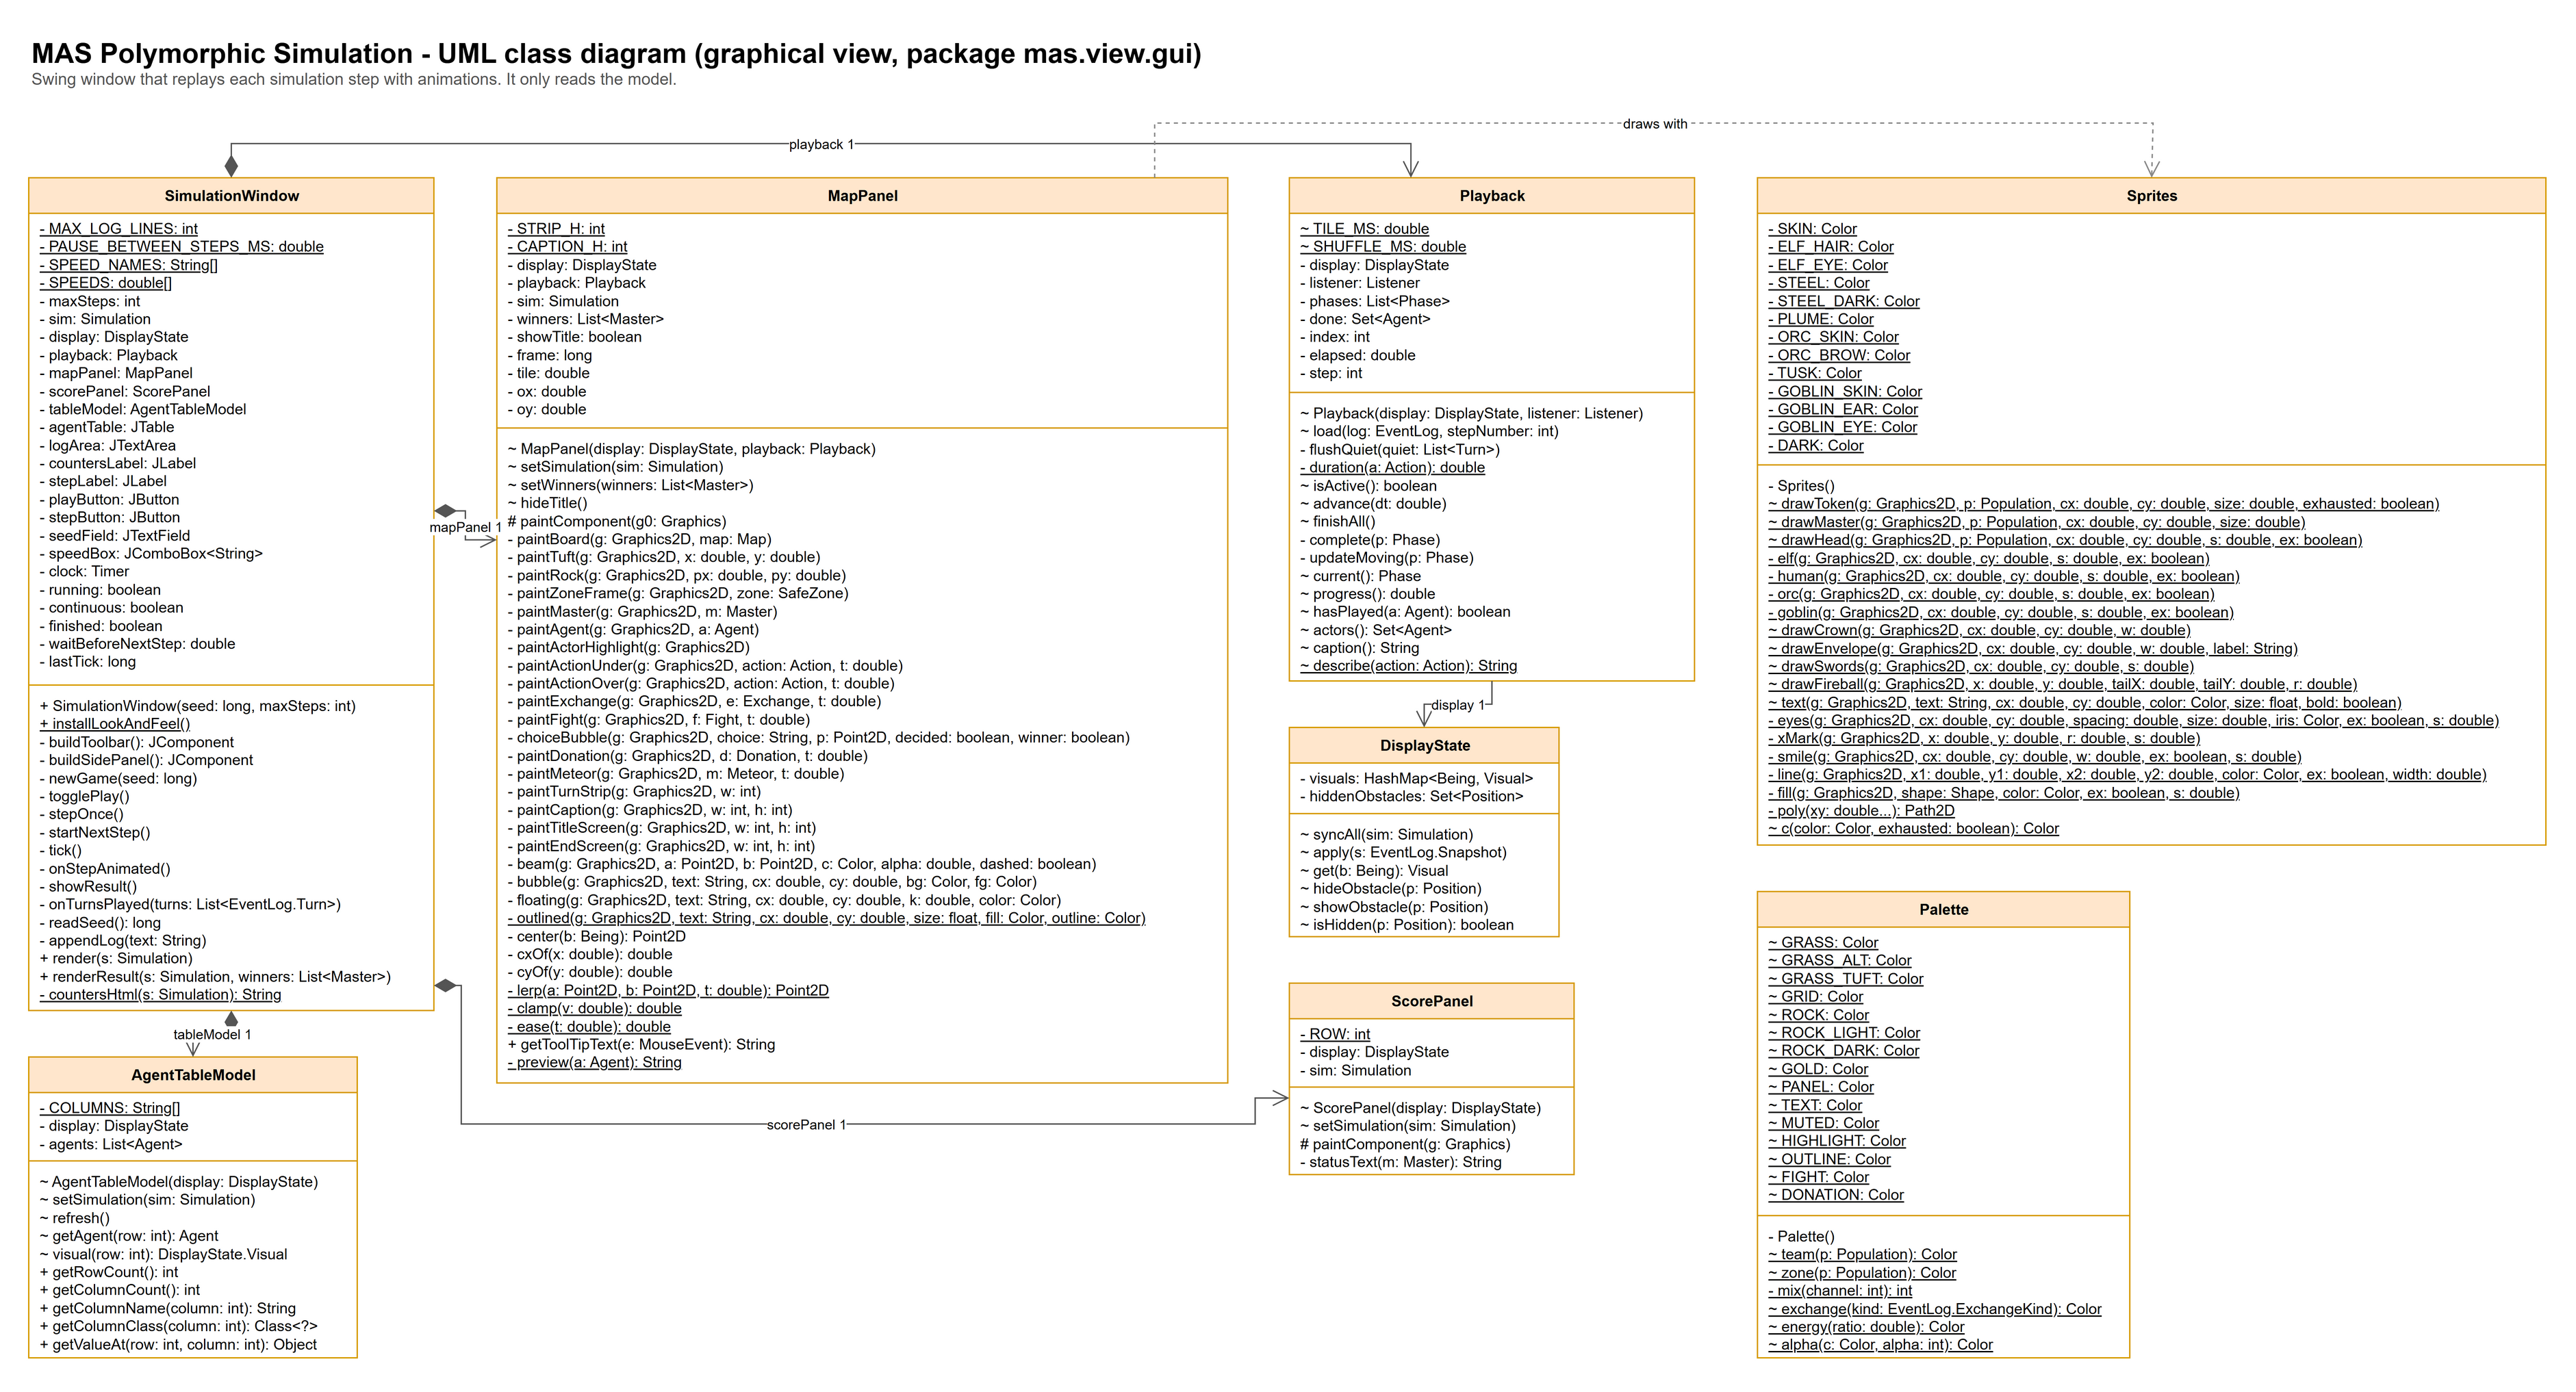 MAS Polymorphic Simulation - UML class diagram (graphical view, package mas.view.gui)
Swing window that replays each simulation step with animations. It only reads the model.
draws with
playback 1
SimulationWindow
- MAX_LOG_LINES: int
- PAUSE_BETWEEN_STEPS_MS: double
- SPEED_NAMES: String[]
- SPEEDS: double[]
- maxSteps: int
- sim: Simulation
- display: DisplayState
- playback: Playback
- mapPanel: MapPanel
- scorePanel: ScorePanel
- tableModel: AgentTableModel
- agentTable: JTable
- logArea: JTextArea
- countersLabel: JLabel
- stepLabel: JLabel
- playButton: JButton
- stepButton: JButton
- seedField: JTextField
- speedBox: JComboBox<String>
- clock: Timer
- running: boolean
- continuous: boolean
- finished: boolean
- waitBeforeNextStep: double
- lastTick: long
+ SimulationWindow(seed: long, maxSteps: int)
+ installLookAndFeel()
- buildToolbar(): JComponent
- buildSidePanel(): JComponent
- newGame(seed: long)
- togglePlay()
- stepOnce()
- startNextStep()
- tick()
- onStepAnimated()
- showResult()
- onTurnsPlayed(turns: List<EventLog.Turn>)
- readSeed(): long
- appendLog(text: String)
+ render(s: Simulation)
+ renderResult(s: Simulation, winners: List<Master>)
- countersHtml(s: Simulation): String
mapPanel 1
tableModel 1
AgentTableModel
- COLUMNS: String[]
- display: DisplayState
- agents: List<Agent>
~ AgentTableModel(display: DisplayState)
~ setSimulation(sim: Simulation)
~ refresh()
~ getAgent(row: int): Agent
~ visual(row: int): DisplayState.Visual
+ getRowCount(): int
+ getColumnCount(): int
+ getColumnName(column: int): String
+ getColumnClass(column: int): Class<?>
+ getValueAt(row: int, column: int): Object
MapPanel
- STRIP_H: int
- CAPTION_H: int
- display: DisplayState
- playback: Playback
- sim: Simulation
- winners: List<Master>
- showTitle: boolean
- frame: long
- tile: double
- ox: double
- oy: double
~ MapPanel(display: DisplayState, playback: Playback)
~ setSimulation(sim: Simulation)
~ setWinners(winners: List<Master>)
~ hideTitle()
# paintComponent(g0: Graphics)
- paintBoard(g: Graphics2D, map: Map)
- paintTuft(g: Graphics2D, x: double, y: double)
- paintRock(g: Graphics2D, px: double, py: double)
- paintZoneFrame(g: Graphics2D, zone: SafeZone)
- paintMaster(g: Graphics2D, m: Master)
- paintAgent(g: Graphics2D, a: Agent)
- paintActorHighlight(g: Graphics2D)
- paintActionUnder(g: Graphics2D, action: Action, t: double)
- paintActionOver(g: Graphics2D, action: Action, t: double)
- paintExchange(g: Graphics2D, e: Exchange, t: double)
- paintFight(g: Graphics2D, f: Fight, t: double)
- choiceBubble(g: Graphics2D, choice: String, p: Point2D, decided: boolean, winner: boolean)
- paintDonation(g: Graphics2D, d: Donation, t: double)
- paintMeteor(g: Graphics2D, m: Meteor, t: double)
- paintTurnStrip(g: Graphics2D, w: int)
- paintCaption(g: Graphics2D, w: int, h: int)
- paintTitleScreen(g: Graphics2D, w: int, h: int)
- paintEndScreen(g: Graphics2D, w: int, h: int)
- beam(g: Graphics2D, a: Point2D, b: Point2D, c: Color, alpha: double, dashed: boolean)
- bubble(g: Graphics2D, text: String, cx: double, cy: double, bg: Color, fg: Color)
- floating(g: Graphics2D, text: String, cx: double, cy: double, k: double, color: Color)
- outlined(g: Graphics2D, text: String, cx: double, cy: double, size: float, fill: Color, outline: Color)
- center(b: Being): Point2D
- cxOf(x: double): double
- cyOf(y: double): double
- lerp(a: Point2D, b: Point2D, t: double): Point2D
- clamp(v: double): double
- ease(t: double): double
+ getToolTipText(e: MouseEvent): String
- preview(a: Agent): String
scorePanel 1
Playback
~ TILE_MS: double
~ SHUFFLE_MS: double
- display: DisplayState
- listener: Listener
- phases: List<Phase>
- done: Set<Agent>
- index: int
- elapsed: double
- step: int
~ Playback(display: DisplayState, listener: Listener)
~ load(log: EventLog, stepNumber: int)
- flushQuiet(quiet: List<Turn>)
- duration(a: Action): double
~ isActive(): boolean
~ advance(dt: double)
~ finishAll()
- complete(p: Phase)
- updateMoving(p: Phase)
~ current(): Phase
~ progress(): double
~ hasPlayed(a: Agent): boolean
~ actors(): Set<Agent>
~ caption(): String
~ describe(action: Action): String
display 1
DisplayState
- visuals: HashMap<Being, Visual>
- hiddenObstacles: Set<Position>
~ syncAll(sim: Simulation)
~ apply(s: EventLog.Snapshot)
~ get(b: Being): Visual
~ hideObstacle(p: Position)
~ showObstacle(p: Position)
~ isHidden(p: Position): boolean
ScorePanel
- ROW: int
- display: DisplayState
- sim: Simulation
~ ScorePanel(display: DisplayState)
~ setSimulation(sim: Simulation)
# paintComponent(g: Graphics)
- statusText(m: Master): String
Sprites
- SKIN: Color
- ELF_HAIR: Color
- ELF_EYE: Color
- STEEL: Color
- STEEL_DARK: Color
- PLUME: Color
- ORC_SKIN: Color
- ORC_BROW: Color
- TUSK: Color
- GOBLIN_SKIN: Color
- GOBLIN_EAR: Color
- GOBLIN_EYE: Color
- DARK: Color
- Sprites()
~ drawToken(g: Graphics2D, p: Population, cx: double, cy: double, size: double, exhausted: boolean)
~ drawMaster(g: Graphics2D, p: Population, cx: double, cy: double, size: double)
~ drawHead(g: Graphics2D, p: Population, cx: double, cy: double, s: double, ex: boolean)
- elf(g: Graphics2D, cx: double, cy: double, s: double, ex: boolean)
- human(g: Graphics2D, cx: double, cy: double, s: double, ex: boolean)
- orc(g: Graphics2D, cx: double, cy: double, s: double, ex: boolean)
- goblin(g: Graphics2D, cx: double, cy: double, s: double, ex: boolean)
~ drawCrown(g: Graphics2D, cx: double, cy: double, w: double)
~ drawEnvelope(g: Graphics2D, cx: double, cy: double, w: double, label: String)
~ drawSwords(g: Graphics2D, cx: double, cy: double, s: double)
~ drawFireball(g: Graphics2D, x: double, y: double, tailX: double, tailY: double, r: double)
~ text(g: Graphics2D, text: String, cx: double, cy: double, color: Color, size: float, bold: boolean)
- eyes(g: Graphics2D, cx: double, cy: double, spacing: double, size: double, iris: Color, ex: boolean, s: double)
- xMark(g: Graphics2D, x: double, y: double, r: double, s: double)
- smile(g: Graphics2D, cx: double, cy: double, w: double, ex: boolean, s: double)
- line(g: Graphics2D, x1: double, y1: double, x2: double, y2: double, color: Color, ex: boolean, width: double)
- fill(g: Graphics2D, shape: Shape, color: Color, ex: boolean, s: double)
- poly(xy: double...): Path2D
~ c(color: Color, exhausted: boolean): Color
Palette
~ GRASS: Color
~ GRASS_ALT: Color
~ GRASS_TUFT: Color
~ GRID: Color
~ ROCK: Color
~ ROCK_LIGHT: Color
~ ROCK_DARK: Color
~ GOLD: Color
~ PANEL: Color
~ TEXT: Color
~ MUTED: Color
~ HIGHLIGHT: Color
~ OUTLINE: Color
~ FIGHT: Color
~ DONATION: Color
- Palette()
~ team(p: Population): Color
~ zone(p: Population): Color
- mix(channel: int): int
~ exchange(kind: EventLog.ExchangeKind): Color
~ energy(ratio: double): Color
~ alpha(c: Color, alpha: int): Color